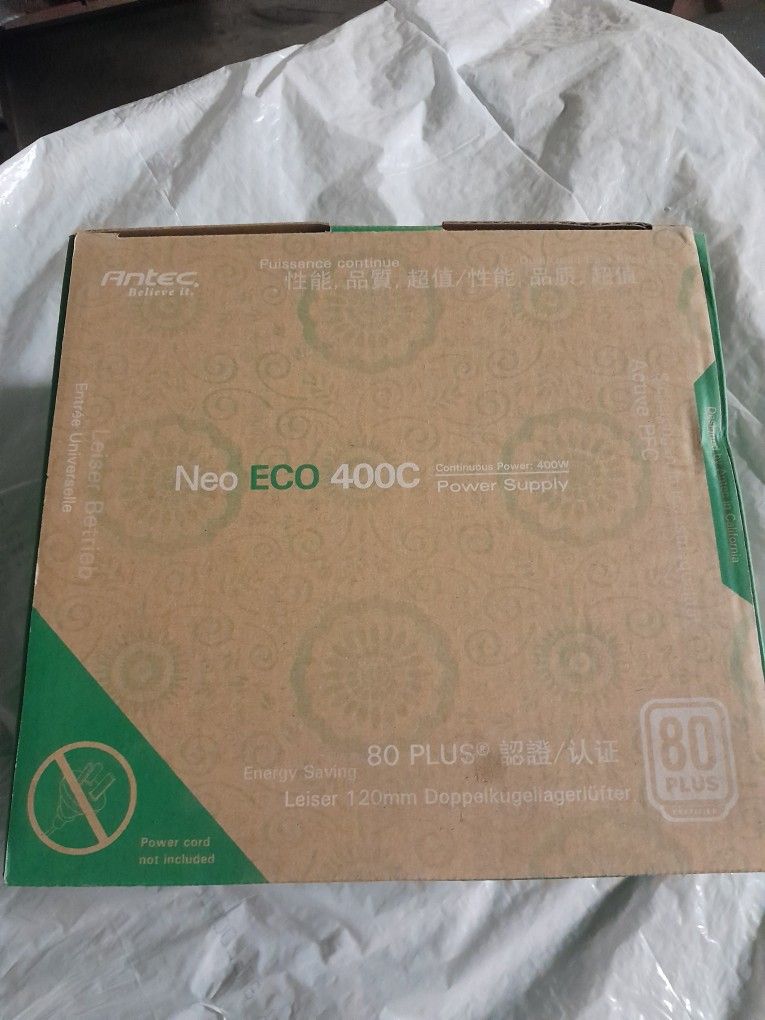 Antec
Believe it.
Puissance continue
性能, 品質, 超值/性能, 品质, 超值
Entrée Universelle
Leiser Betrieb
Active PFC
Neo ECO 400C
Continuous Power: 400W
Power Supply
80 PLUS® 認證/认证
Energy Saving
Leiser 120mm Doppelkugellagerlüfter
80
PLUS
Power cord
not included